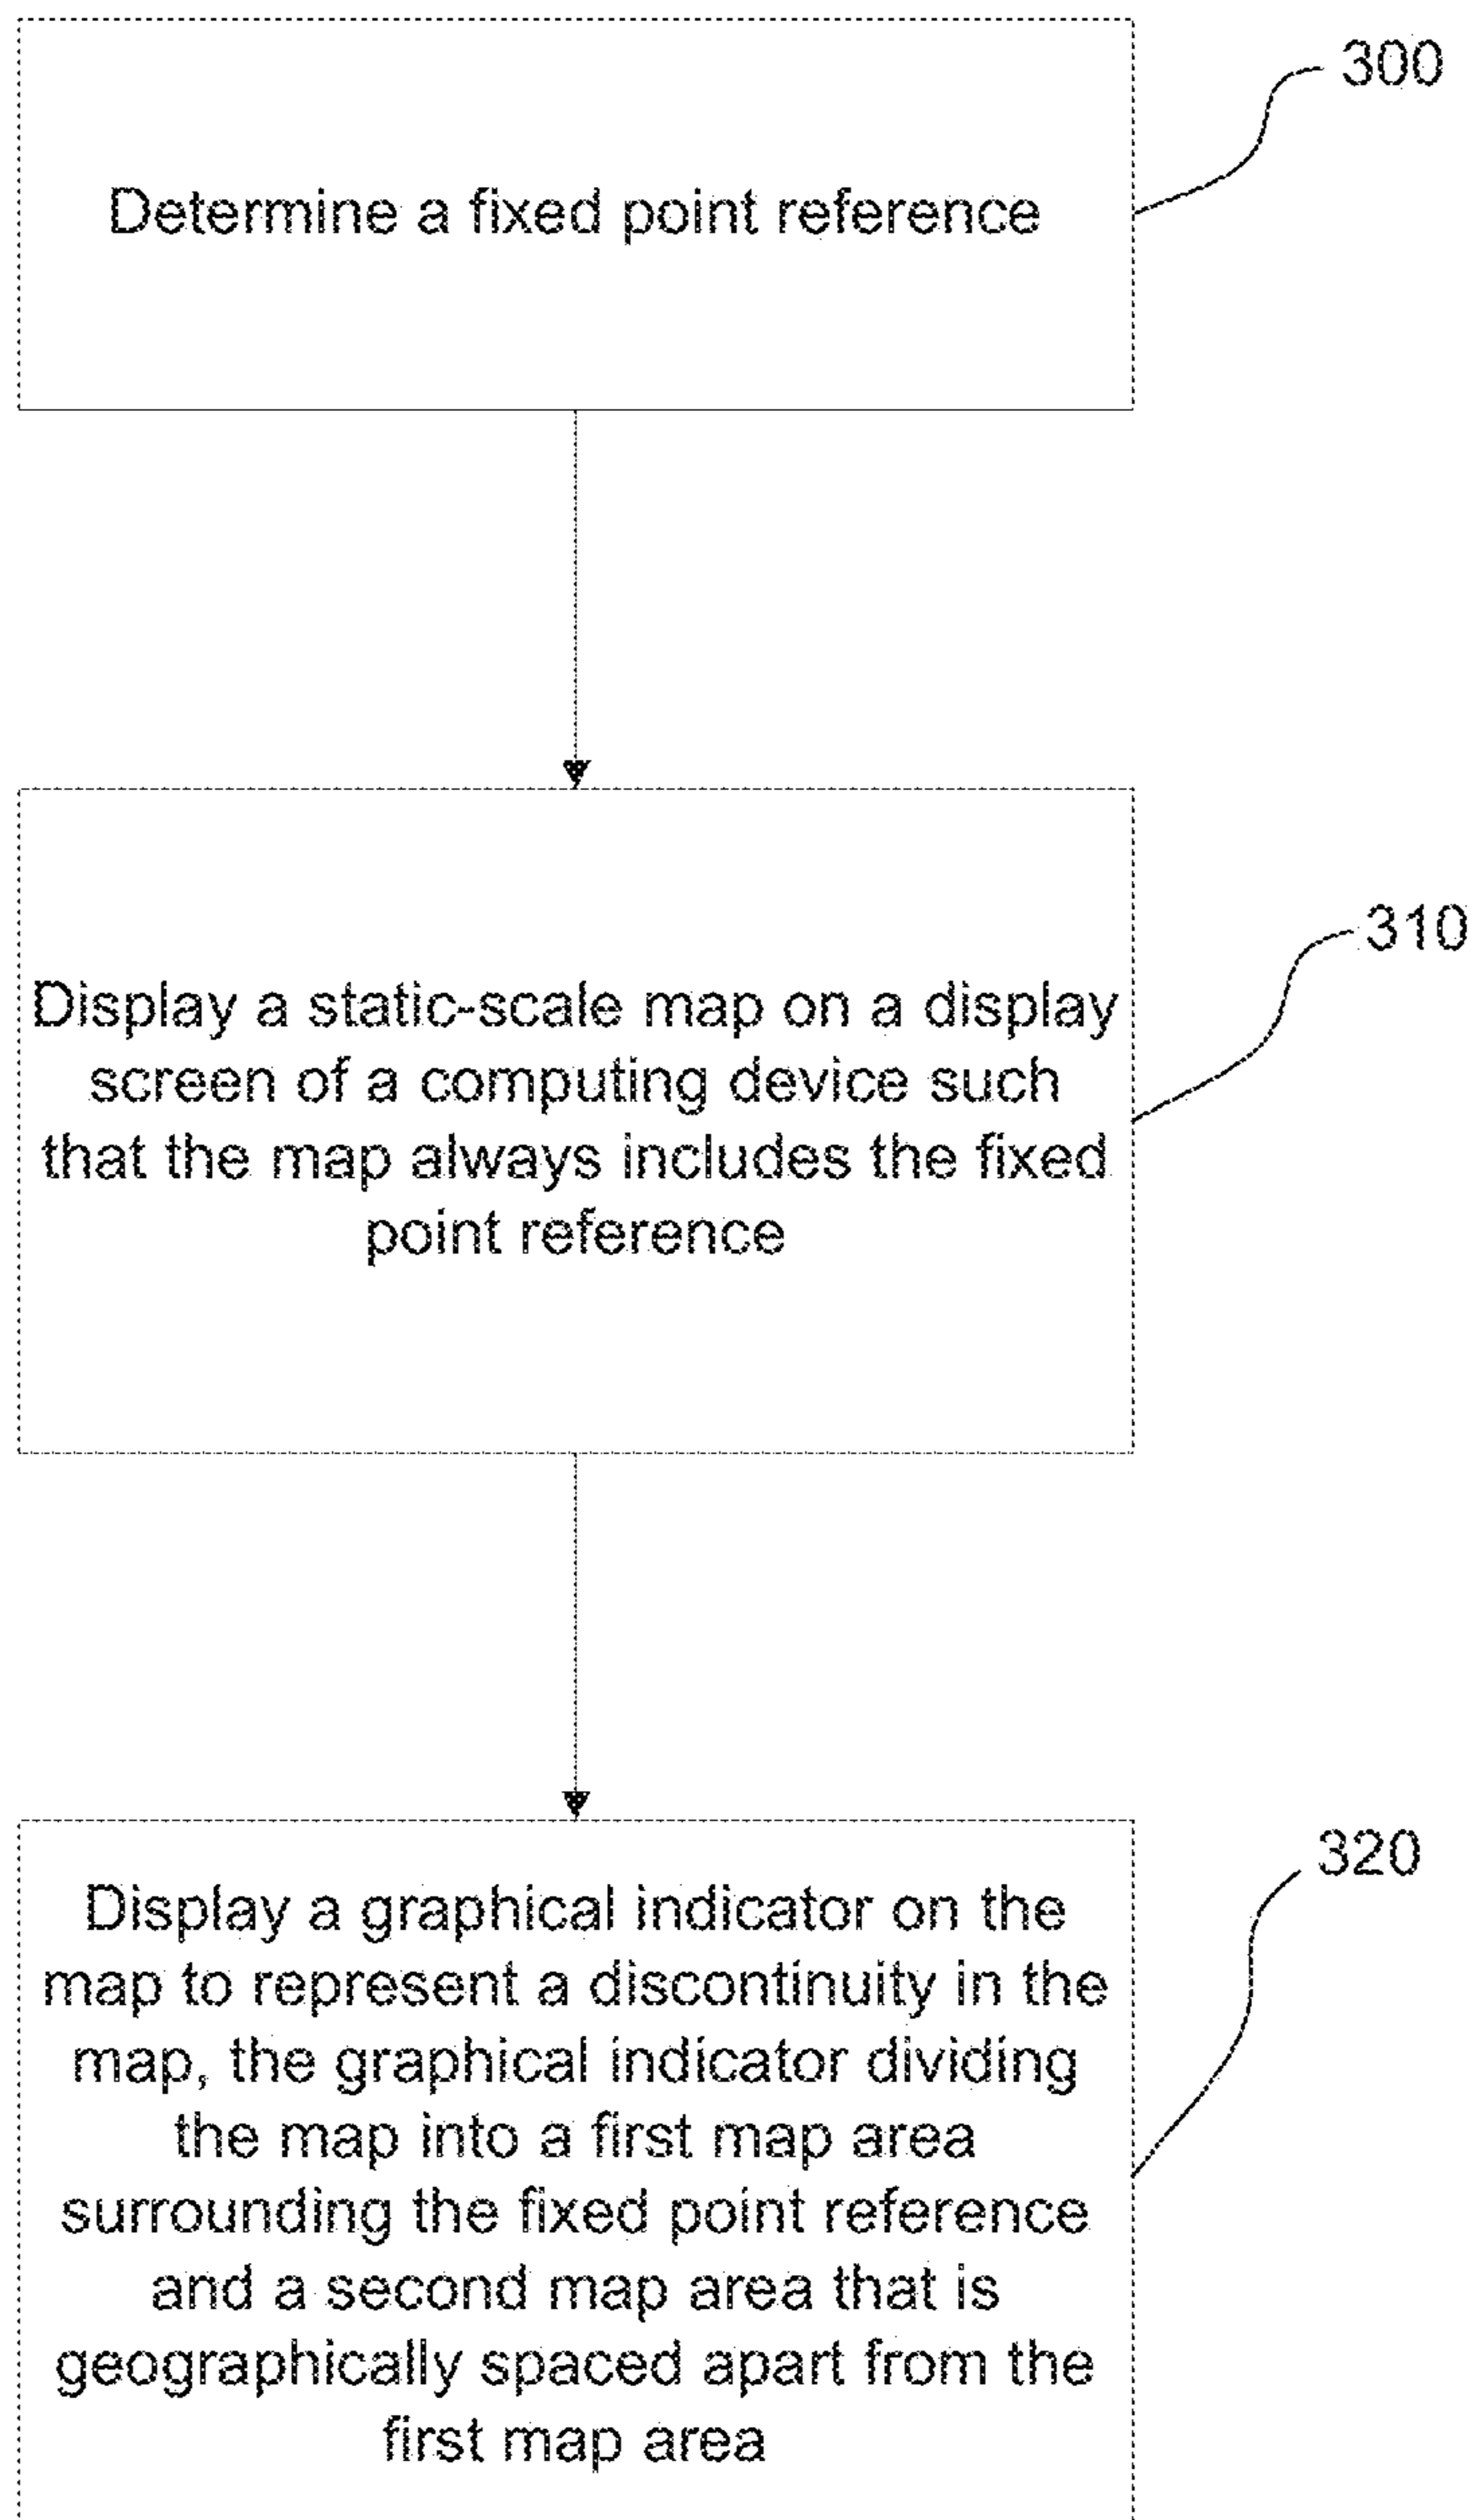 300
Determine a fixed point reference
310
Display a static-scale map on a display
screen of a computing device such
that the map always includes the fixed
point reference
320
Display a graphical indicator on the
map to represent a discontinuity in the
map, the graphical indicator dividing
the map into a first map area
surrounding the fixed point reference
and a second map area that is
geographically spaced apart from the
first map area